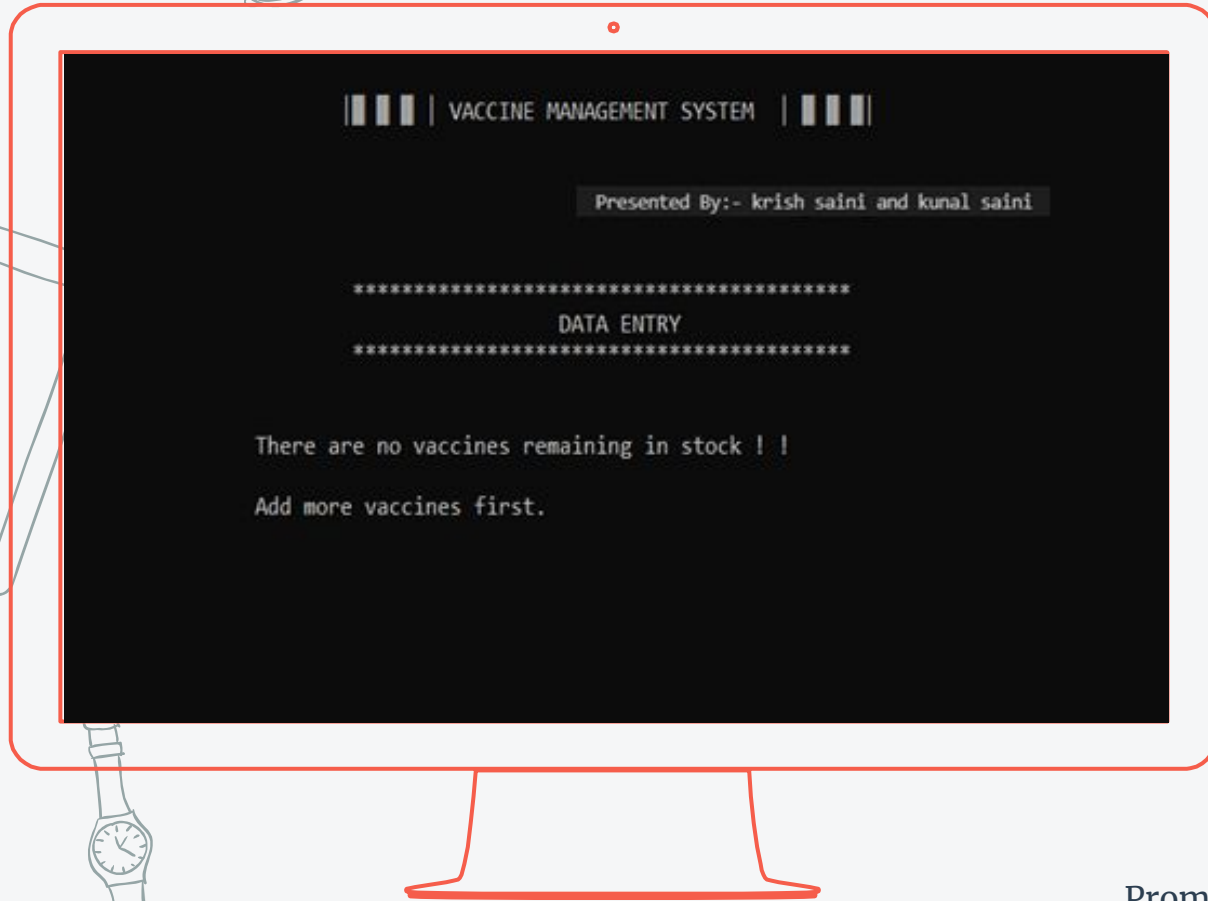 VACCINE MANAGEMENT SYSTEM
Presented By:- krish saini and kunal saini
*****************************************
DATA ENTRY
*****************************************
There are no vaccines remaining in stock ! !
Add more vaccines first.